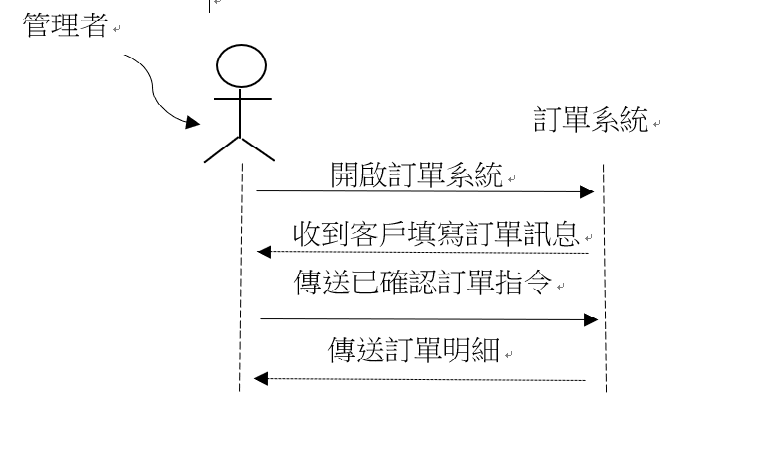 管理者
訂單系統
開啟訂單系統
收到客戶填寫訂單訊息
傳送已確認訂單指令
傳送訂單明細